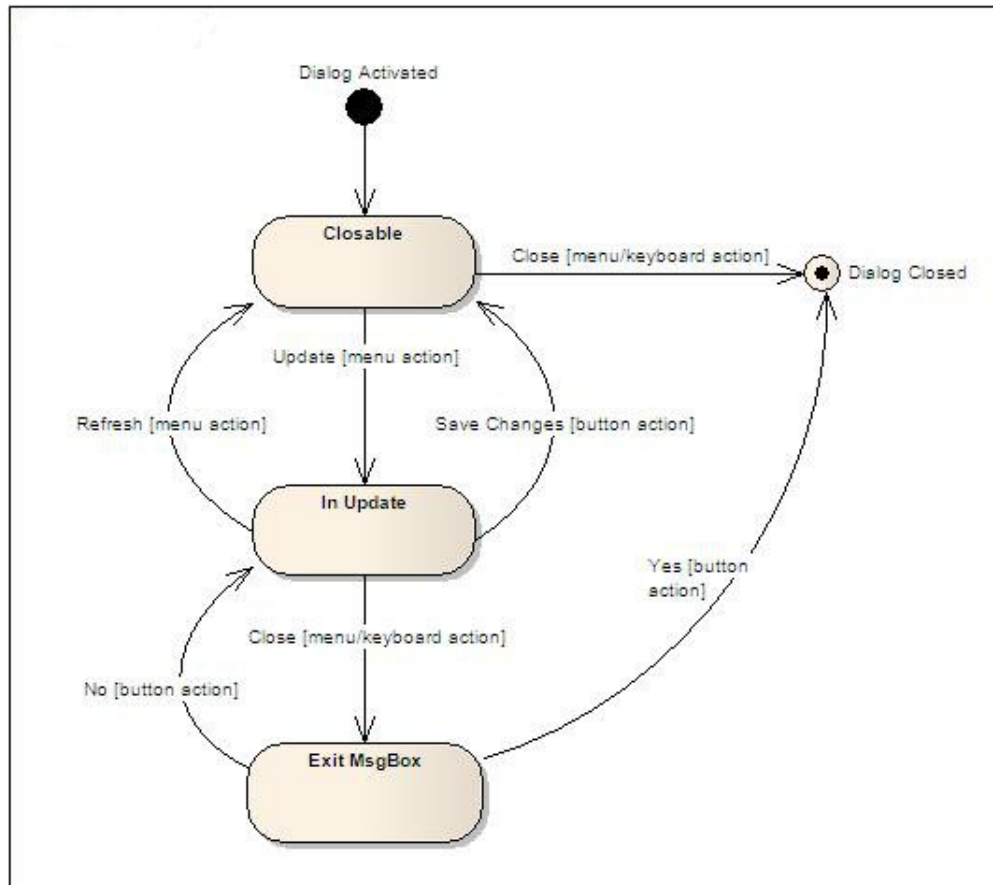 Dialog Activated
Closable
Close [menu/keyboard action]
Dialog Closed
Update [menu action]
Refresh [menu action]
Save Changes [button action]
In Update
Yes [button
action]
Close [menu/keyboard action]
No [button action]
Exit MsgBox